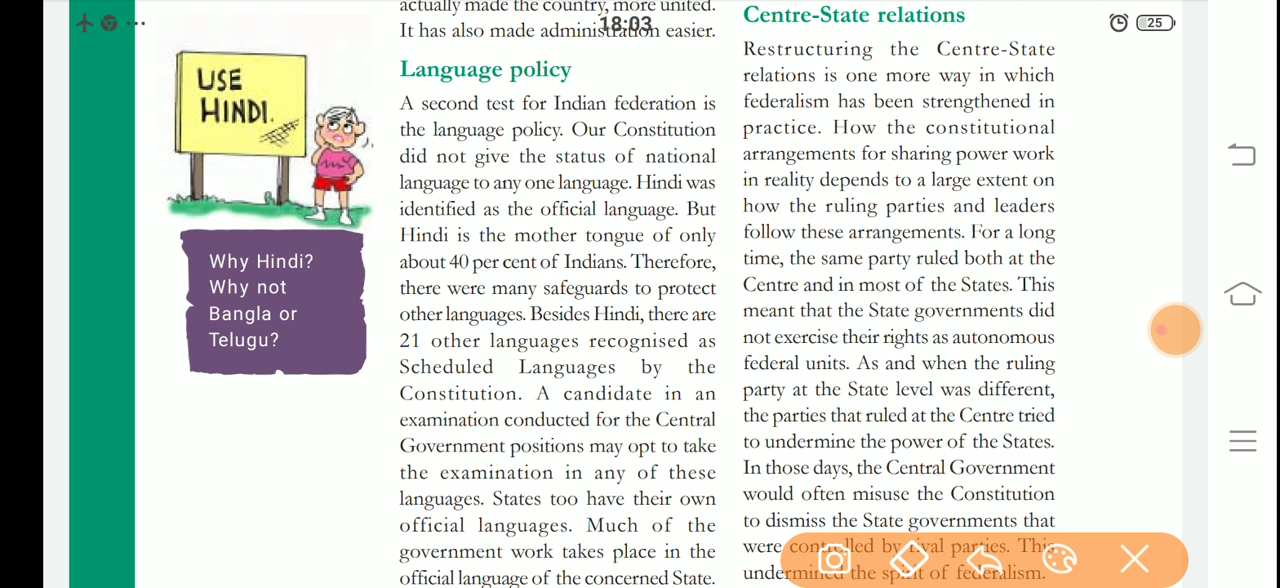 18:03
25
USE
HINDI.
Why Hindi?
Why not
Bangla or
Telugu?
actually made the country, more united.
It has also made administration easier.
Language policy
A second test for Indian federation is
the language policy. Our Constitution
did not give the status of national
language to any one language. Hindi was
identified as the official language. But
Hindi is the mother tongue of only
about 40 per cent of Indians. Therefore,
there were many safeguards to protect
other languages. Besides Hindi, there are
21 other languages recognised as
Scheduled Languages by the
Constitution. A candidate in an
examination conducted for the Central
Government positions may opt to take
the examination in any of these
languages. States too have their own
official languages. Much of the
government work takes place in the
official language of the concerned State.
Centre-State relations
Restructuring the Centre-State
relations is one more way in which
federalism has been strengthened in
practice. How the constitutional
arrangements for sharing power work
in reality depends to a large extent on
how the ruling parties and leaders
follow these arrangements. For a long
time, the same party ruled both at the
Centre and in most of the States. This
meant that the State governments did
not exercise their rights as autonomous
federal units. As and when the ruling
party at the State level was different,
the parties that ruled at the Centre tried
to undermine the power of the States.
In those days, the Central Government
would often misuse the Constitution
to dismiss the State governments that
were controlled by rival parties. This
undermined the spirit of federalism.